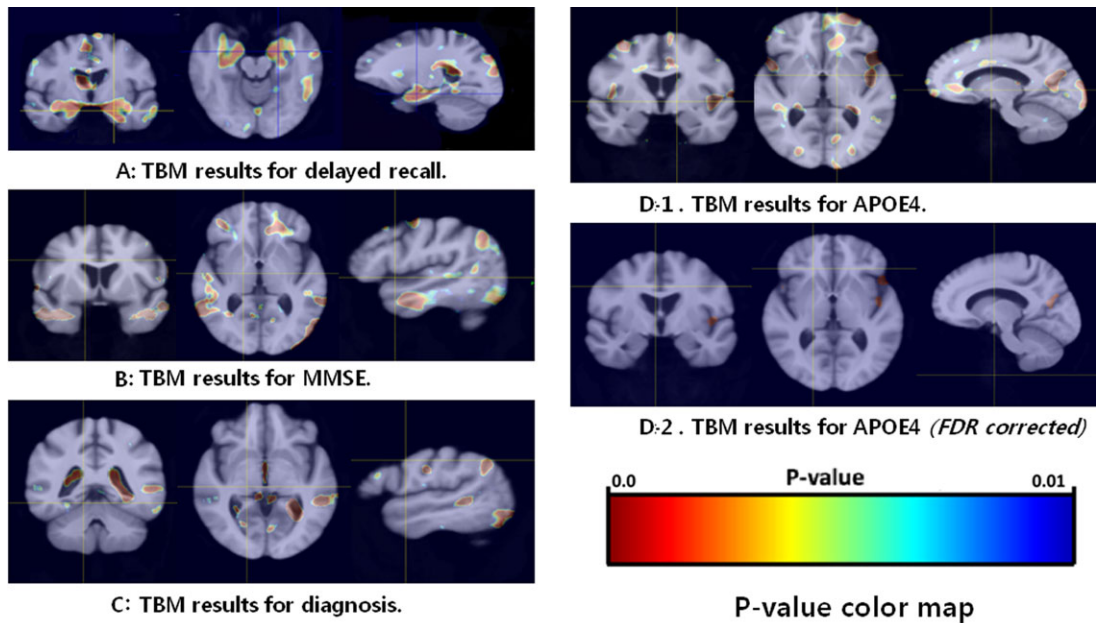 A: TBM results for delayed recall.
B: TBM results for MMSE.
C: TBM results for diagnosis.
D-1 . TBM results for APOE4.
D-2 . TBM results for APOE4 (FDR corrected)
0.0 P-value 0.01
P-value color map